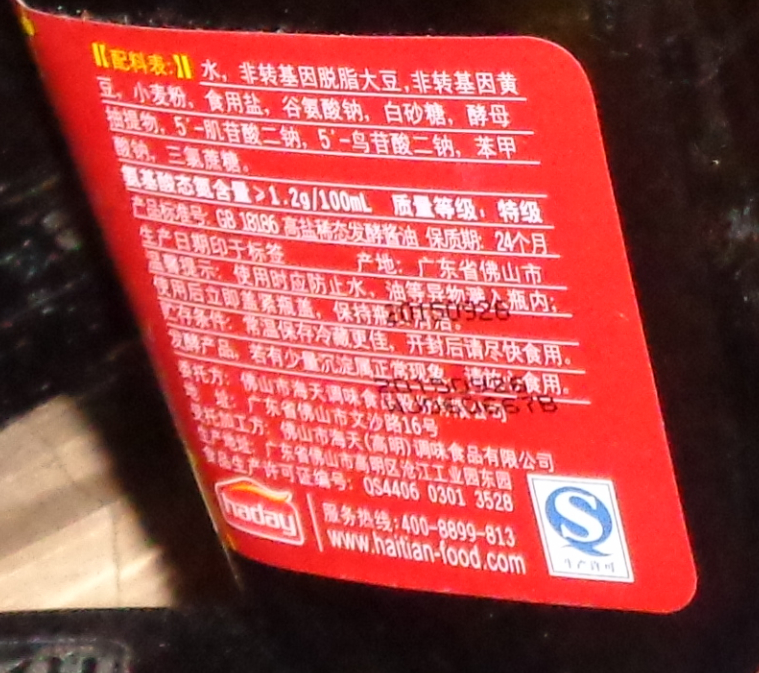 【配料表:】水, 非转基因脱脂大豆,非转基因黄
豆, 小麦粉, 食用盐, 谷氨酸钠, 白砂糖, 酵母
抽提物, 5′-肌苷酸二钠, 5′-鸟苷酸二钠, 苯甲
酸钠, 三氯蔗糖。
氨基酸态氮含量>1.2g/100mL 质量等级: 特级
产品标准号: GB 18186 高盐稀态发酵酱油 保质期: 24个月
生产日期印于标签 产地: 广东省佛山市
温馨提示: 使用时应防止水、油等异物 瓶内;
使用后立即盖紧瓶盖, 保持瓶 清洁。
20150926
贮存条件: 常温保存冷藏更佳, 开封后请尽快食用。
发酵产品, 若有少量沉淀属正常现象, 食用。
20150926
委托方: 佛山市海天调味食 公司
地 址: 广东省佛山市文沙路16号
受托加工方: 佛山市海天(高明)调味食品有限公司
生产地址: 广东省佛山市高明区沧江工业园东园
食品生产许可证编号: QS4406 0301 3528
haday
服务热线:400-8899-813
www.haitian-food.com
S
生产许可